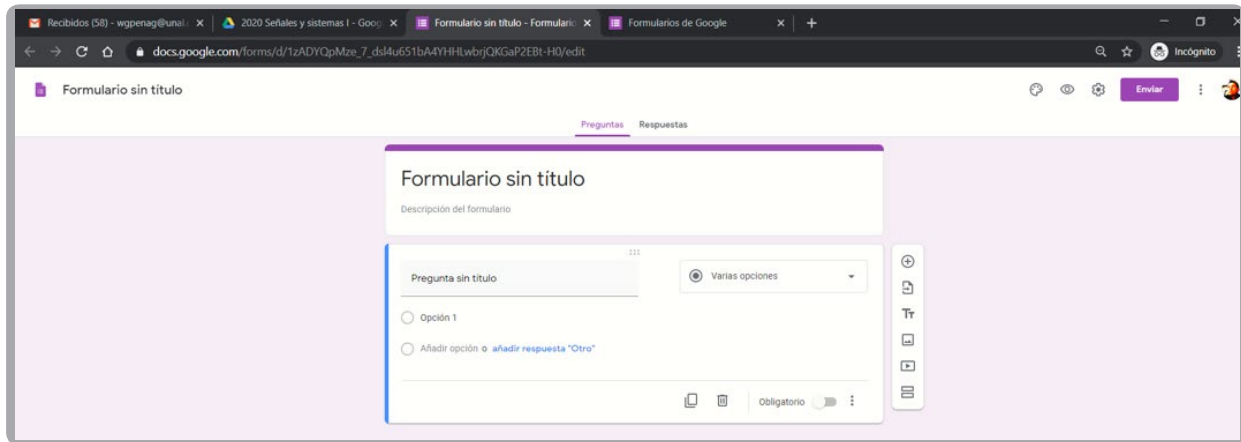 Recibidos (58) - wgpenag@unal.
2020 Señales y sistemas I - Goog
Formulario sin título - Formulario
Formularios de Google
docs.google.com/forms/d/1zADYQpMze_7_dsl4u651bA4YHHLwbrjQKGaP2EBt-H0/edit
Incógnito
Formulario sin título
Enviar
Preguntas Respuestas
Formulario sin título
Descripción del formulario
Pregunta sin título
Varias opciones
Opción 1
Añadir opción o añadir respuesta "Otro"
Obligatorio
Tт